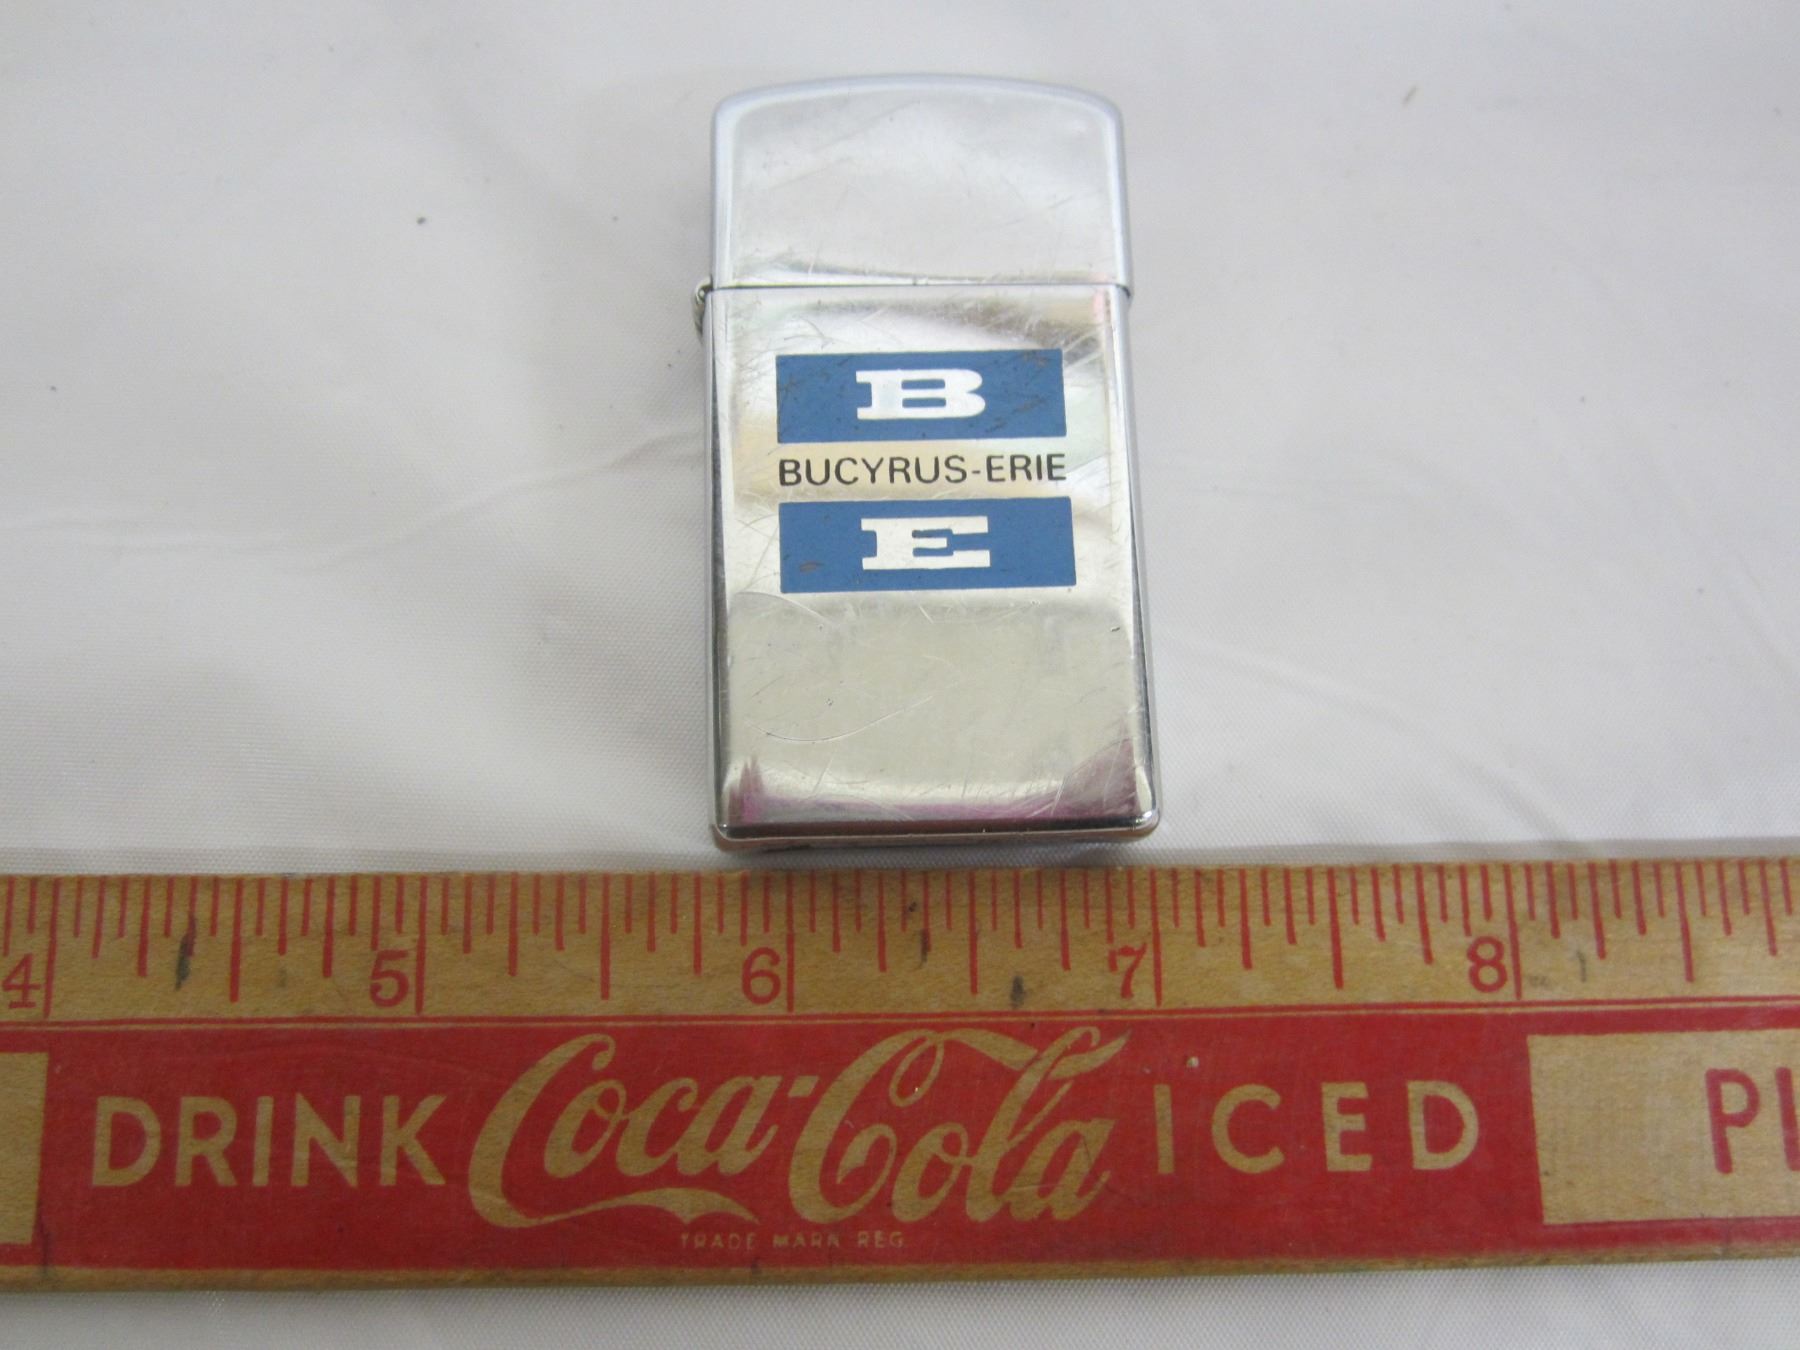 B
BUCYRUS-ERIE
E
4 5 6 7 8
DRINK Coca-Cola ICED
TRADE MARK REG.